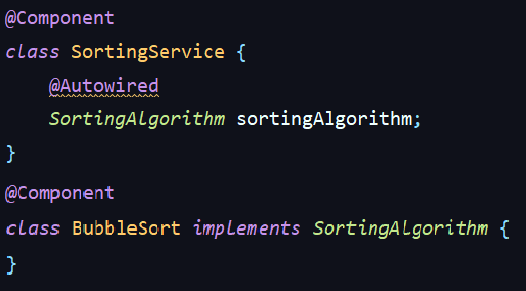 @Component
class SortingService {
    @Autowired
    SortingAlgorithm sortingAlgorithm;
}
@Component
class BubbleSort implements SortingAlgorithm {
}